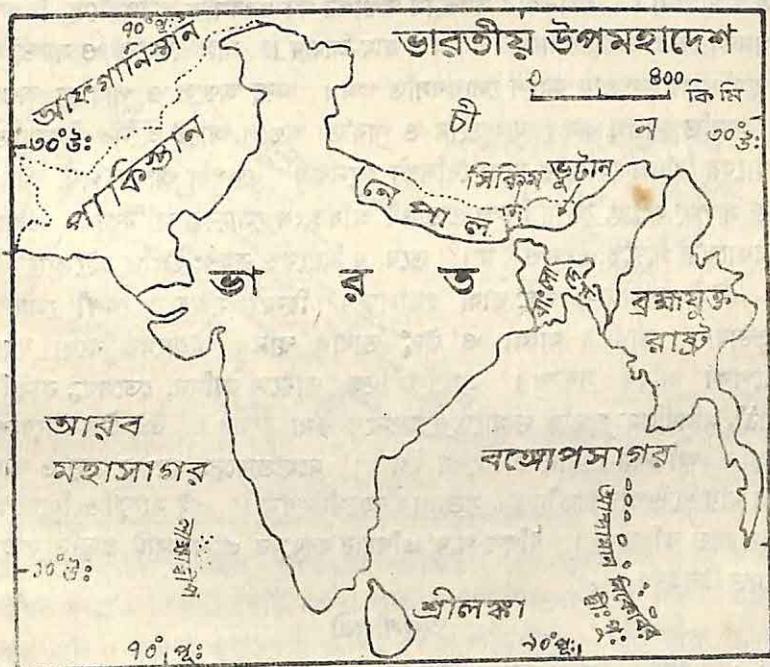 ৭০°পূঃ
ভারতীয় উপমহাদেশ
আফগানিস্তান
০ ৪০০ কি মি
চী ন
৩০°উঃ
৩০°উঃ
পাকিস্তান
সিকিম ভুটান
নেপাল
ভা র ত
বাংলাদেশ
ব্রহ্মযুক্ত
রাষ্ট্র
আরব
মহাসাগর
বঙ্গোপসাগর
লাক্ষাদ্বীপ
আন্দামান
নিকোবর
দ্বীঃ পুঃ
১০°উঃ
শ্রীলঙ্কা
৭০°পূঃ
৯০°পূঃ